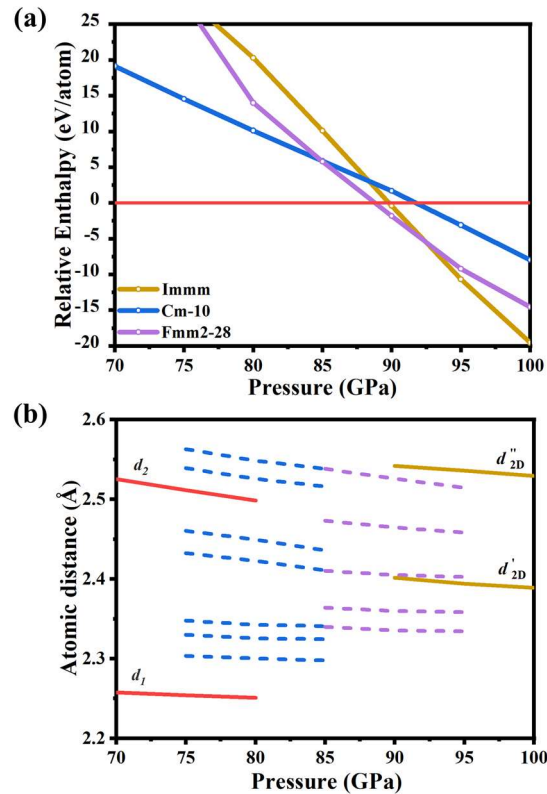 (a)
Relative Enthalpy (eV/atom)
25
20
15
10
5
0
-5
-10
-15
-20
Immm
Cm-10
Fmm2-28
70 75 80 85 90 95 100
Pressure (GPa)
(b)
Atomic distance (Å)
2.6
2.5
2.4
2.3
2.2
d2
d1
d''2D
d'2D
70 75 80 85 90 95 100
Pressure (GPa)